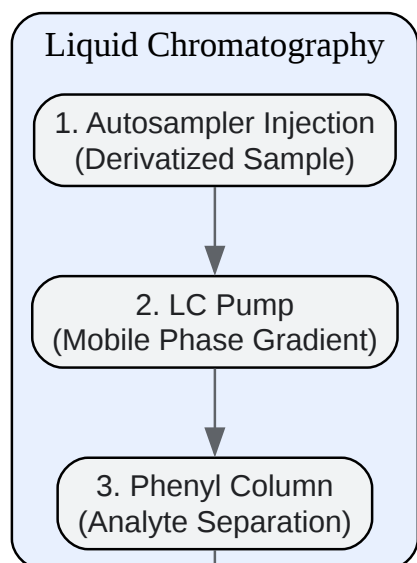 Liquid Chromatography
1. Autosampler Injection
(Derivatized Sample)
2. LC Pump
(Mobile Phase Gradient)
3. Phenyl Column
(Analyte Separation)